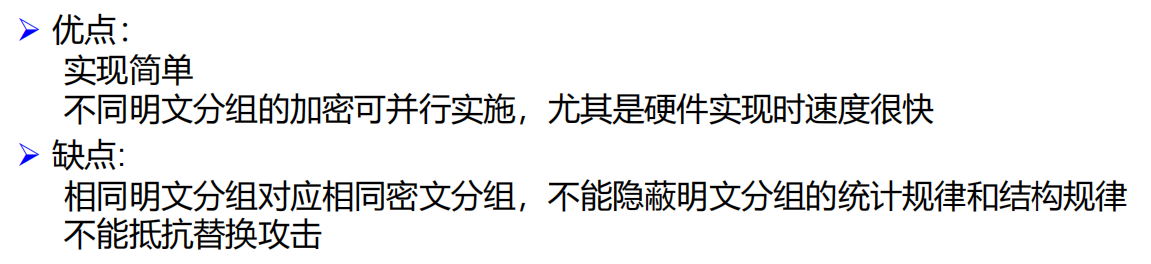 ➢ 优点：
实现简单
不同明文分组的加密可并行实施，尤其是硬件实现时速度很快
➢ 缺点:
相同明文分组对应相同密文分组，不能隐蔽明文分组的统计规律和结构规律
不能抵抗替换攻击